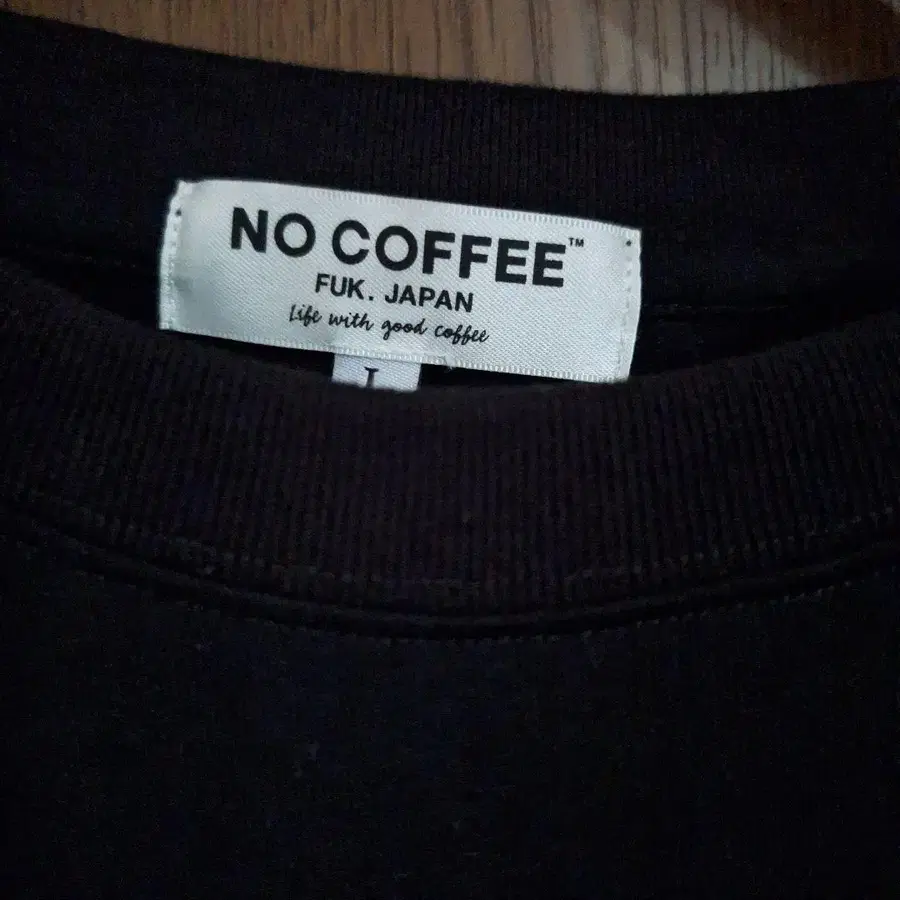 NO COFFEE™
FUK. JAPAN
Life with good coffee